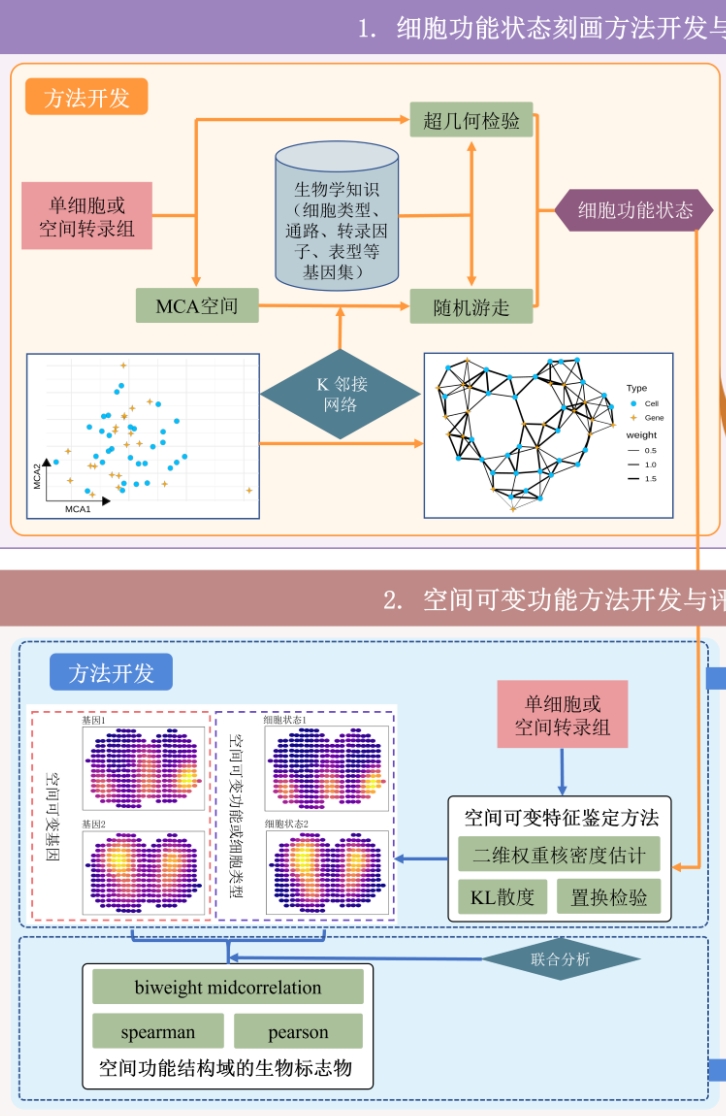 1. 细胞功能状态刻画方法开发与
方法开发
超几何检验
单细胞或
空间转录组
生物学知识
（细胞类型、
通路、转录因
子、表型等
基因集）
细胞功能状态
MCA空间
随机游走
K 邻接
网络
MCA2
MCA1
Type
Cell
Gene
weight
0.5
1.0
1.5
2. 空间可变功能方法开发与评
方法开发
基因1
细胞状态1
空间可变基因
基因2
空间可变功能或细胞类型
细胞状态2
单细胞或
空间转录组
空间可变特征鉴定方法
二维权重核密度估计
KL散度
置换检验
联合分析
biweight midcorrelation
spearman
pearson
空间功能结构域的生物标志物